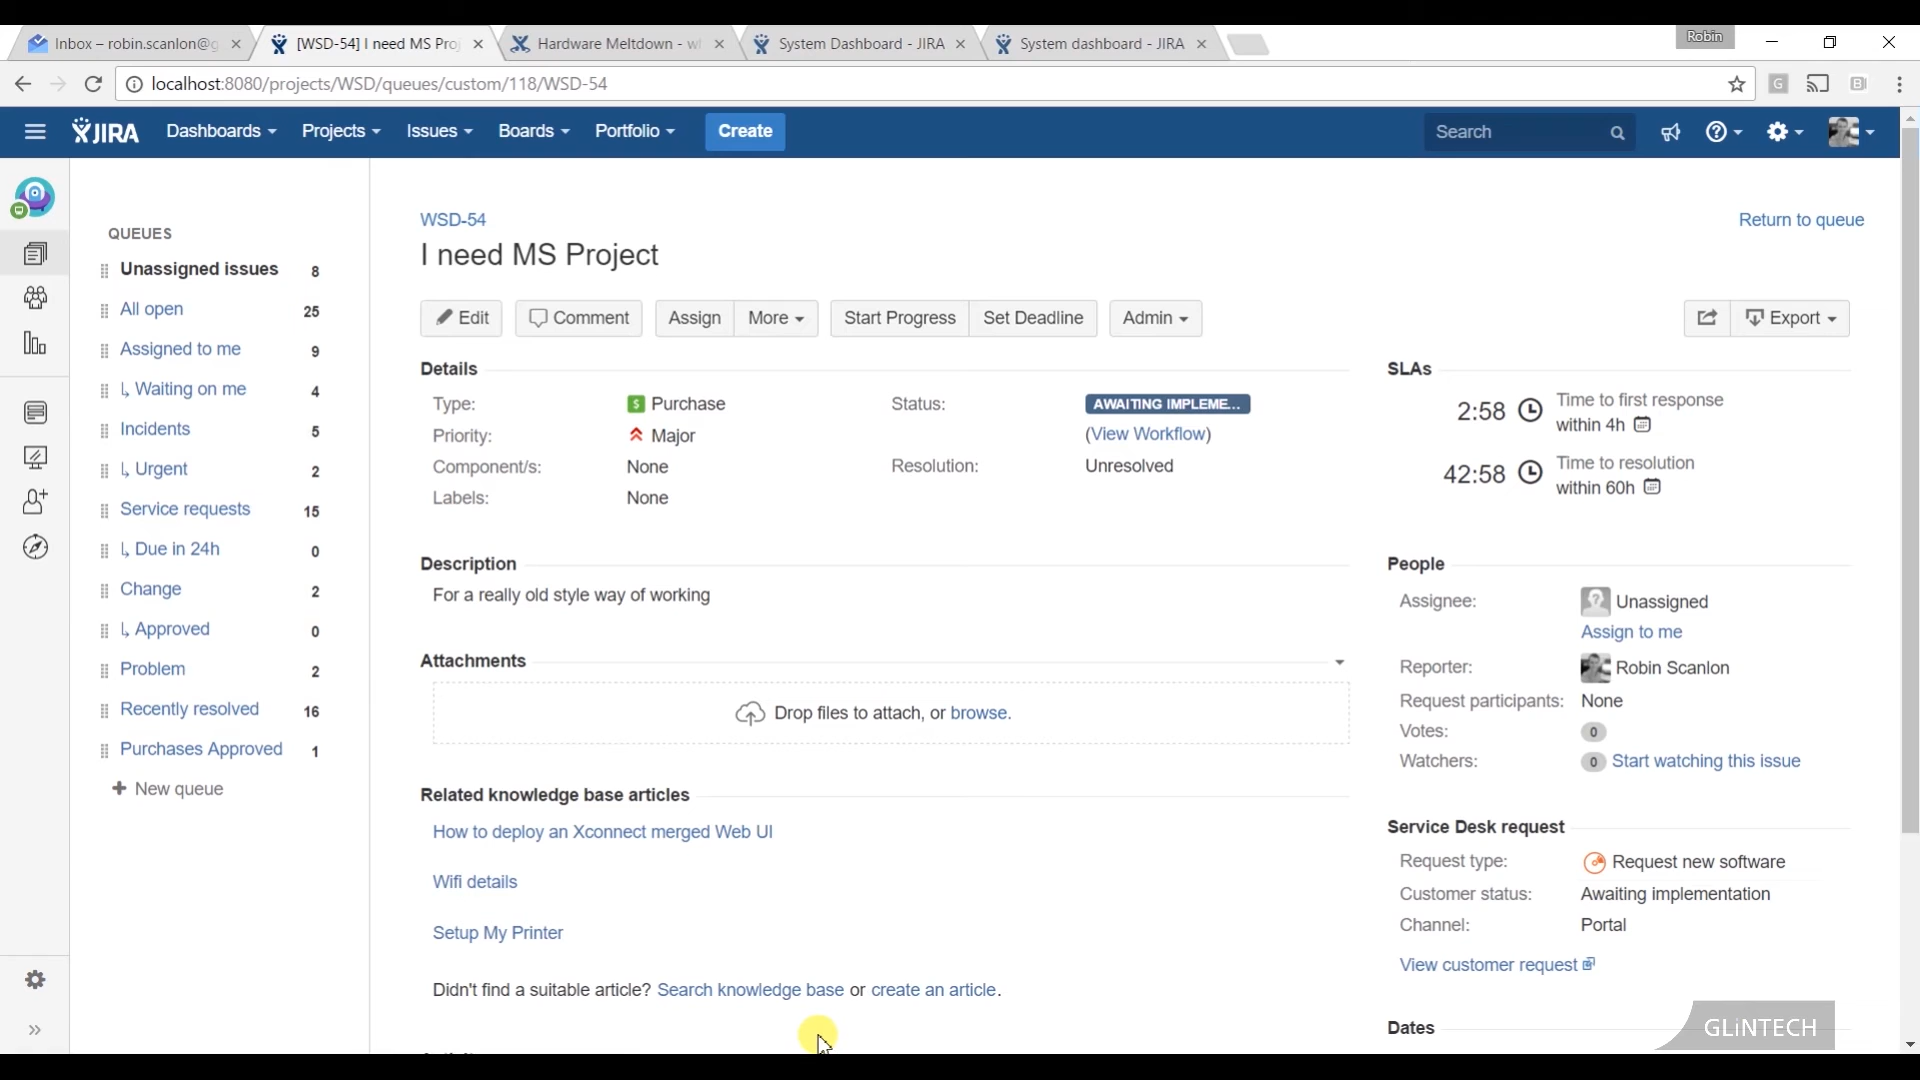 Robin
Inbox – robin.scanlon@g
[WSD-54] I need MS Proj
Hardware Meltdown - wh
System Dashboard - JIRA
System dashboard - JIRA
localhost:8080/projects/WSD/queues/custom/118/WSD-54
JIRA
Dashboards
Projects
Issues
Boards
Portfolio
Create
Search
QUEUES
Unassigned issues 8
All open 25
Assigned to me 9
Waiting on me 4
Incidents 5
Urgent 2
Service requests 15
Due in 24h 0
Change 2
Approved 0
Problem 2
Recently resolved 16
Purchases Approved 1
+ New queue
WSD-54
Return to queue
I need MS Project
Edit
Comment
Assign
More
Start Progress
Set Deadline
Admin
Export
Details
Type: Purchase
Status: AWAITING IMPLEME...
(View Workflow)
Priority: Major
Component/s: None
Resolution: Unresolved
Labels: None
Description
For a really old style way of working
Attachments
Drop files to attach, or browse.
Related knowledge base articles
How to deploy an Xconnect merged Web UI
Wifi details
Setup My Printer
Didn't find a suitable article? Search knowledge base or create an article.
SLAs
2:58 Time to first response
within 4h
42:58 Time to resolution
within 60h
People
Assignee: Unassigned
Assign to me
Reporter: Robin Scanlon
Request participants: None
Votes: 0
Watchers: 0 Start watching this issue
Service Desk request
Request type: Request new software
Customer status: Awaiting implementation
Channel: Portal
View customer request
Dates
GLiNTECH